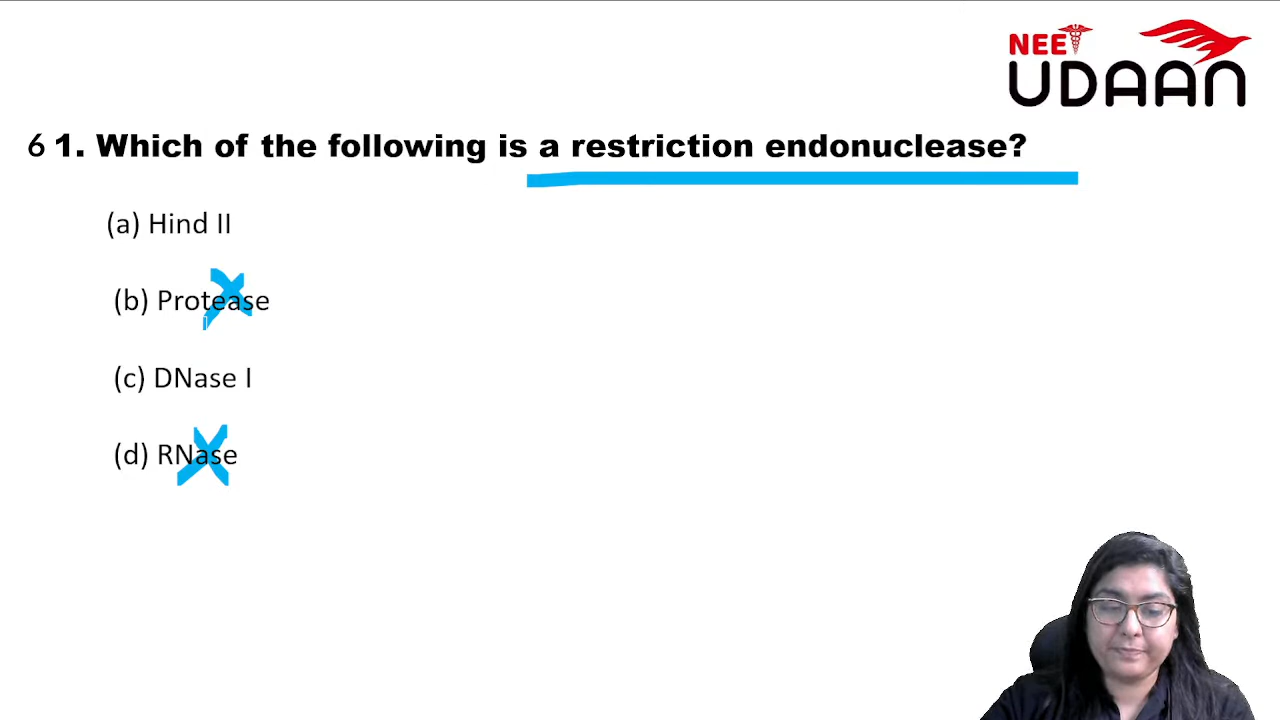 NEET
UDAAN
6 1. Which of the following is a restriction endonuclease?
(a) Hind II
(b) Protease
(c) DNase I
(d) RNase